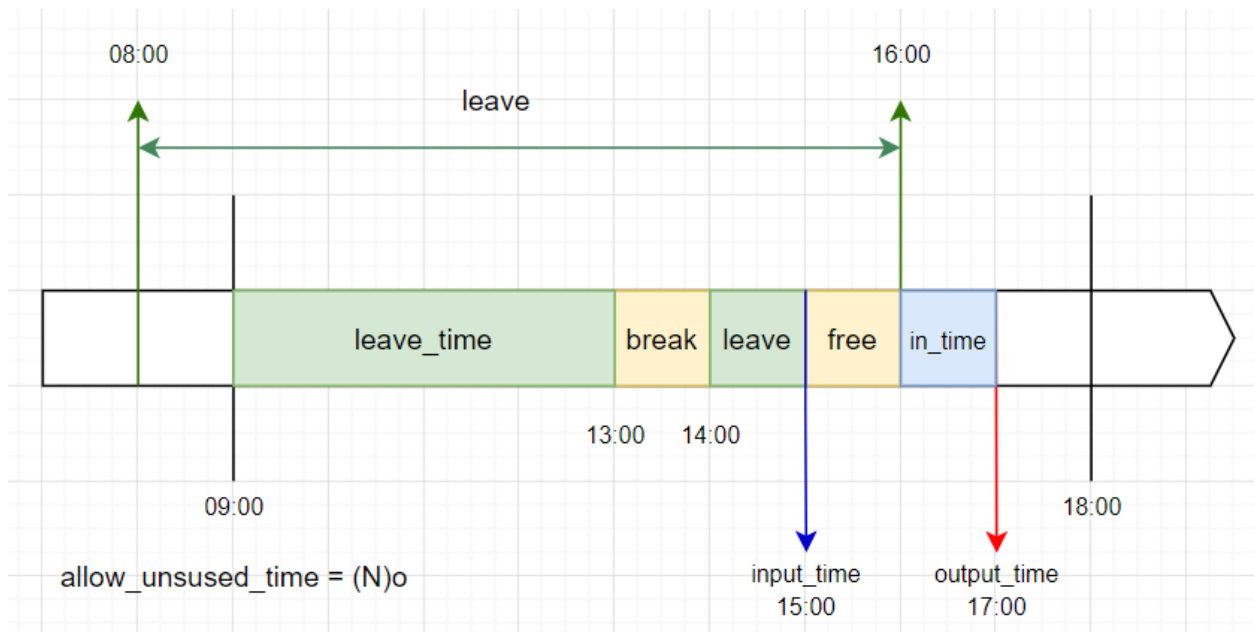 08:00
16:00
leave
leave_time
break
leave
free
in_time
13:00
14:00
09:00
18:00
allow_unsused_time = (N)o
input_time
15:00
output_time
17:00